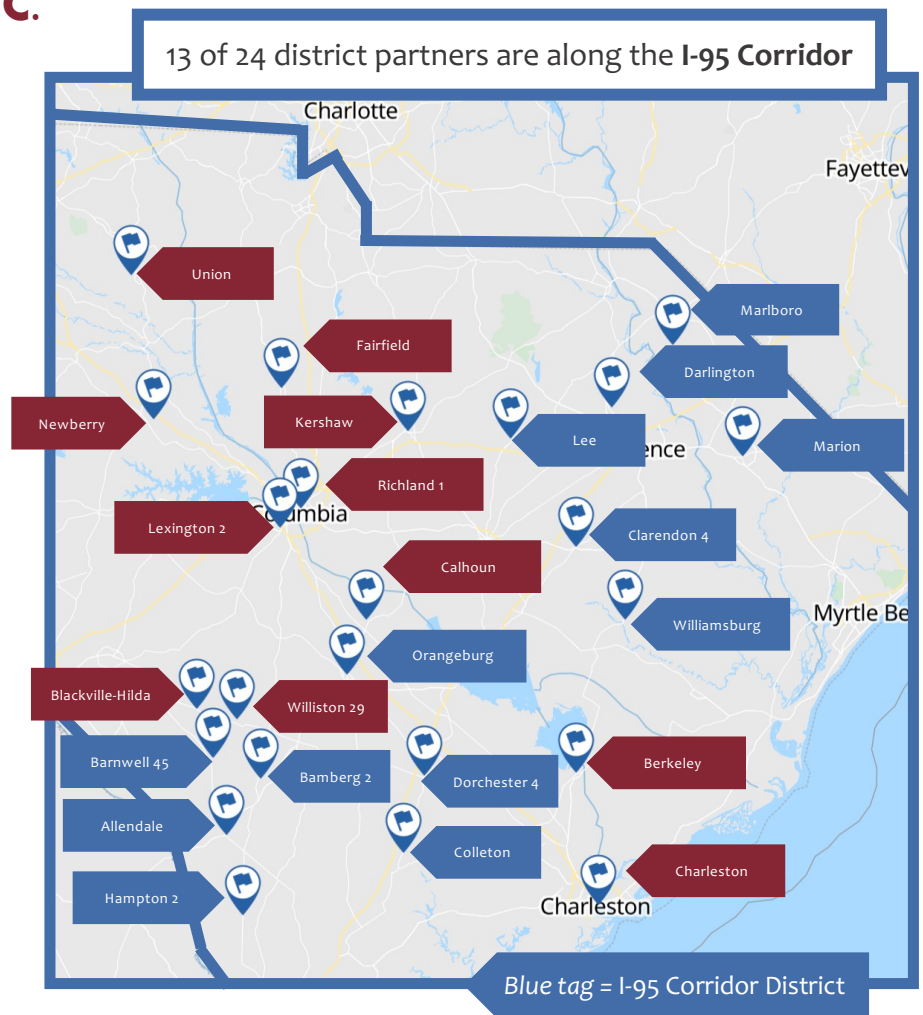 C.
13 of 24 district partners are along the I-95 Corridor
Charlotte
Fayettev
Union
Marlboro
Fairfield
Darlington
Newberry
Kershaw
Lee
ence
Marion
Richland 1
Lexington 2
Columbia
Clarendon 4
Calhoun
Myrtle Be
Williamsburg
Orangeburg
Blackville-Hilda
Williston 29
Barnwell 45
Bamberg 2
Dorchester 4
Berkeley
Allendale
Colleton
Charleston
Hampton 2
Charleston
Blue tag = I-95 Corridor District